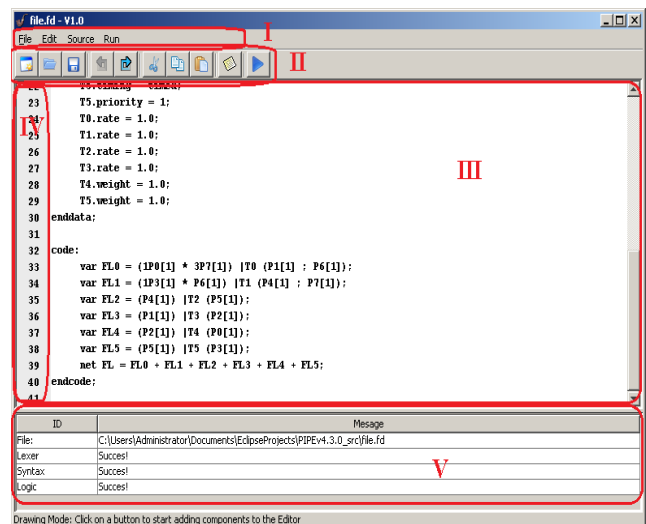 file.fd - V1.0
File Edit Source Run
I
II
III
IV
23 T5.priority = 1;
24 T0.rate = 1.0;
25 T1.rate = 1.0;
26 T2.rate = 1.0;
27 T3.rate = 1.0;
28 T4.weight = 1.0;
29 T5.weight = 1.0;
30 enddata;
31
32 code:
33 var FL0 = (1P0[1] * 3P7[1]) |T0 (P1[1] ; P6[1]);
34 var FL1 = (1P3[1] * P6[1]) |T1 (P4[1] ; P7[1]);
35 var FL2 = (P4[1]) |T2 (P5[1]);
36 var FL3 = (P1[1]) |T3 (P2[1]);
37 var FL4 = (P2[1]) |T4 (P0[1]);
38 var FL5 = (P5[1]) |T5 (P3[1]);
39 net FL = FL0 + FL1 + FL2 + FL3 + FL4 + FL5;
40 endcode;
41
ID Mesage
File: C:\Users\Administrator\Documents\EclipseProjects\PIPEv4.3.0_src\file.fd
Lexer Succes!
Syntax Succes!
Logic Succes!
V
Drawing Mode: Click on a button to start adding components to the Editor